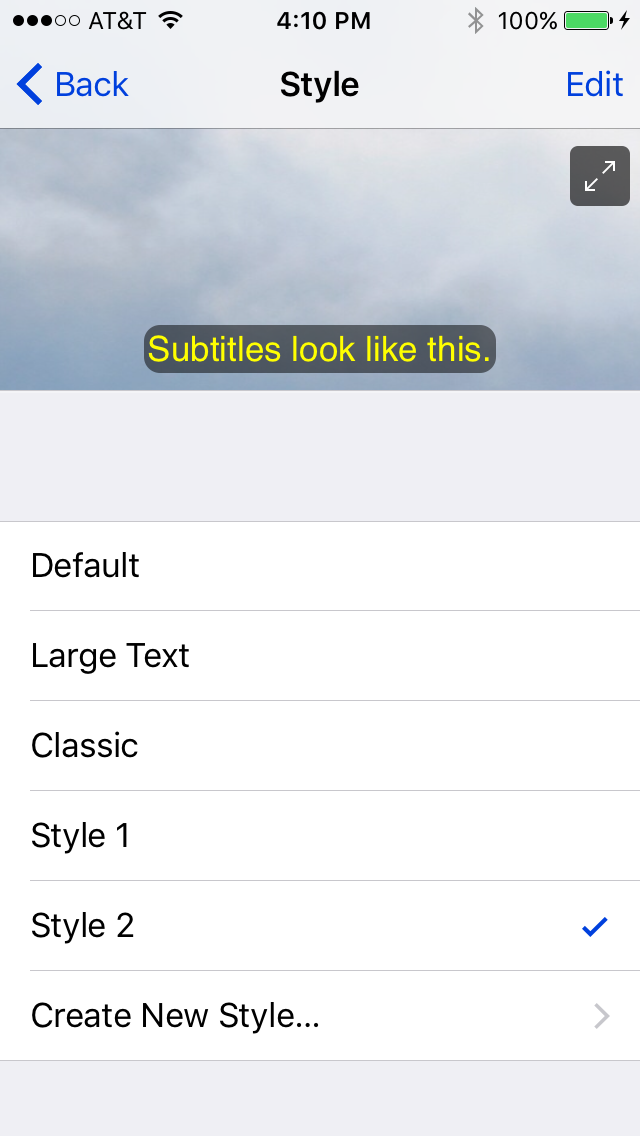 AT&T 4:10 PM 100%
Back Style Edit
Subtitles look like this.
Default
Large Text
Classic
Style 1
Style 2
Create New Style...